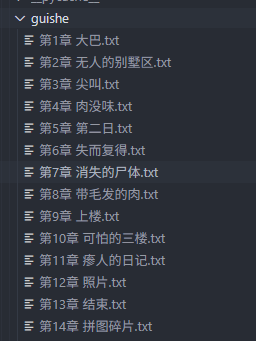 __pycache__
guishe
第1章 大巴.txt
第2章 无人的别墅区.txt
第3章 尖叫.txt
第4章 肉没味.txt
第5章 第二日.txt
第6章 失而复得.txt
第7章 消失的尸体.txt
第8章 带毛发的肉.txt
第9章 上楼.txt
第10章 可怕的三楼.txt
第11章 瘆人的日记.txt
第12章 照片.txt
第13章 结束.txt
第14章 拼图碎片.txt